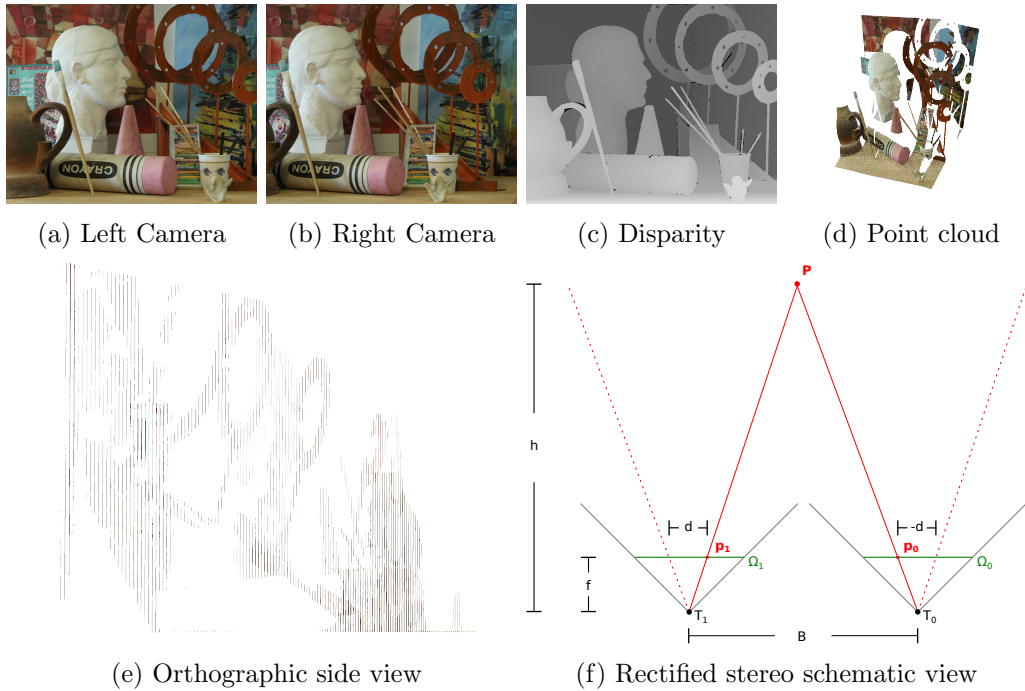 CRAYON
CRAYON
(a) Left Camera
(b) Right Camera
(c) Disparity
(d) Point cloud
P
h
d
-d
p₁
p₀
Ω₁
Ω₀
f
T₁
T₀
B
(e) Orthographic side view
(f) Rectified stereo schematic view